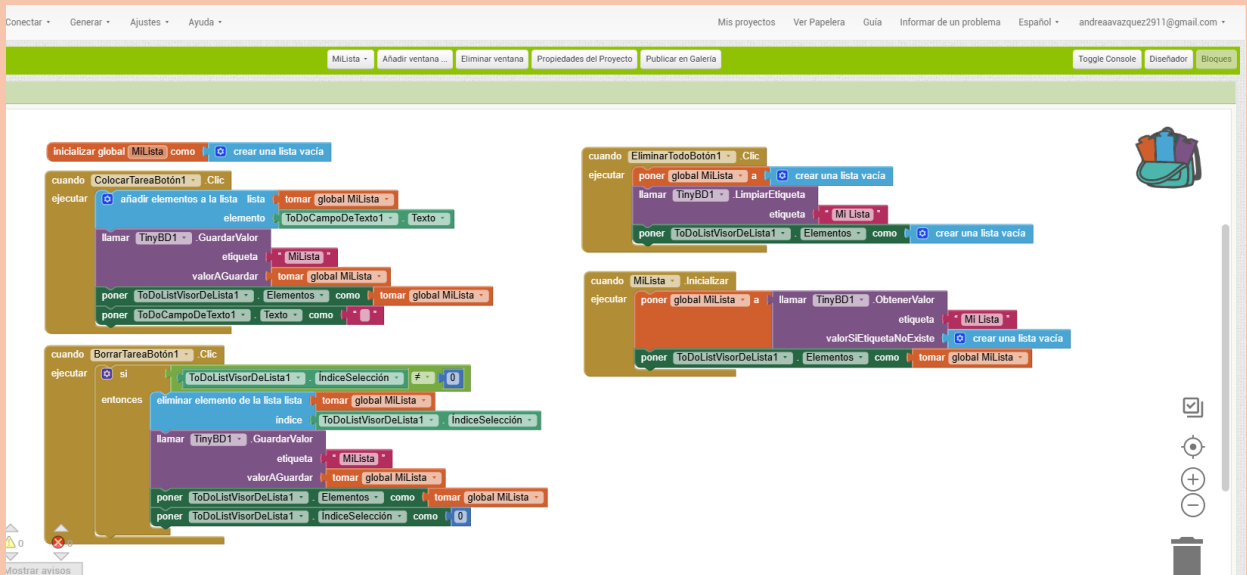 Conectar Generar Ajustes Ayuda Mis proyectos Ver Papelera Guía Informar de un problema Español andreaavazquez2911@gmail.com
MiLista Añadir ventana ... Eliminar ventana Propiedades del Proyecto Publicar en Galería Toggle Console Diseñador Bloques
inicializar global MiLista como crear una lista vacía
cuando ColocarTareaBotón1 .Clic
ejecutar añadir elementos a la lista lista tomar global MiLista
elemento ToDoCampoDeTexto1 . Texto
llamar TinyBD1 .GuardarValor
etiqueta " MiLista "
valorAGuardar tomar global MiLista
poner ToDoListVisorDeLista1 . Elementos como tomar global MiLista
poner ToDoCampoDeTexto1 . Texto como " "
cuando BorrarTareaBotón1 .Clic
ejecutar si ToDoListVisorDeLista1 . ÍndiceSelección ≠ 0
entonces eliminar elemento de la lista lista tomar global MiLista
índice ToDoListVisorDeLista1 . ÍndiceSelección
llamar TinyBD1 .GuardarValor
etiqueta " MiLista "
valorAGuardar tomar global MiLista
poner ToDoListVisorDeLista1 . Elementos como tomar global MiLista
poner ToDoListVisorDeLista1 . ÍndiceSelección como 0
cuando EliminarTodoBotón1 .Clic
ejecutar poner global MiLista a crear una lista vacía
llamar TinyBD1 .LimpiarEtiqueta
etiqueta " Mi Lista "
poner ToDoListVisorDeLista1 . Elementos como crear una lista vacía
cuando MiLista .Inicializar
ejecutar poner global MiLista a llamar TinyBD1 .ObtenerValor
etiqueta " Mi Lista "
valorSiEtiquetaNoExiste crear una lista vacía
poner ToDoListVisorDeLista1 . Elementos como tomar global MiLista
0 0
Mostrar avisos